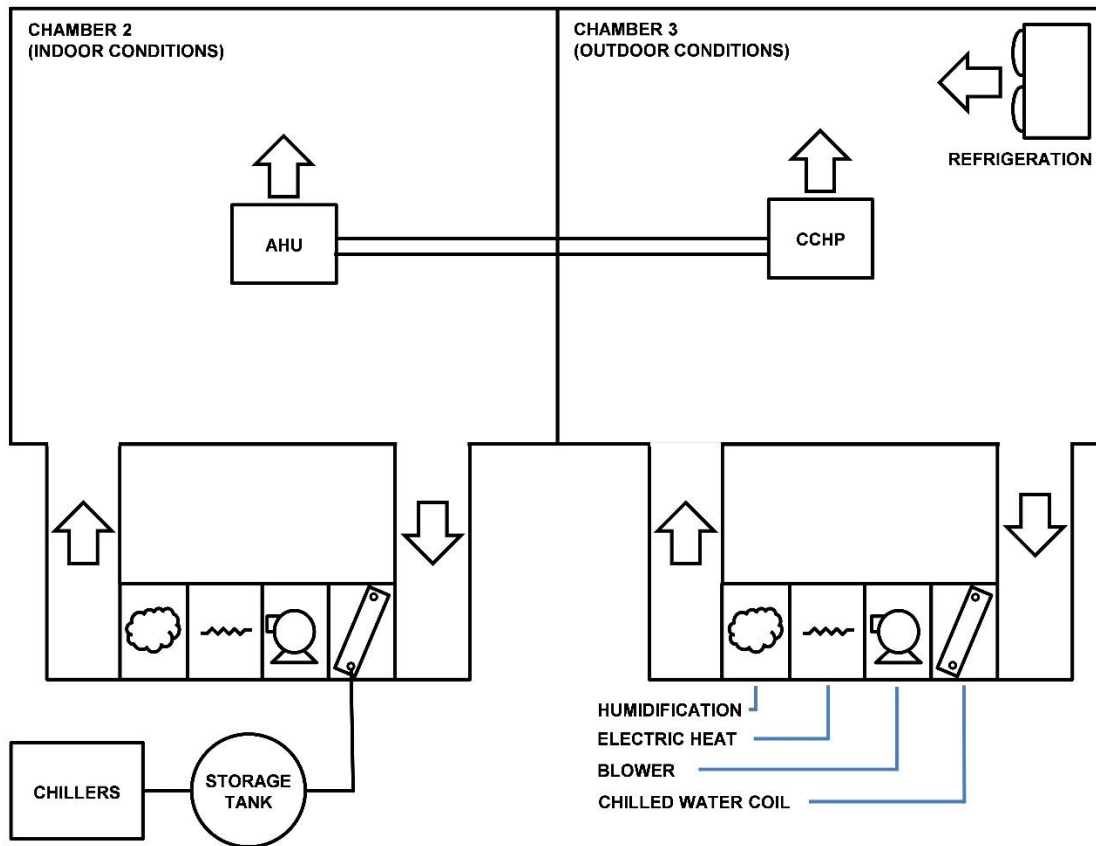 CHAMBER 2
(INDOOR CONDITIONS)
CHAMBER 3
(OUTDOOR CONDITIONS)
REFRIGERATION
AHU
CCHP
HUMIDIFICATION
ELECTRIC HEAT
BLOWER
CHILLED WATER COIL
CHILLERS
STORAGE
TANK